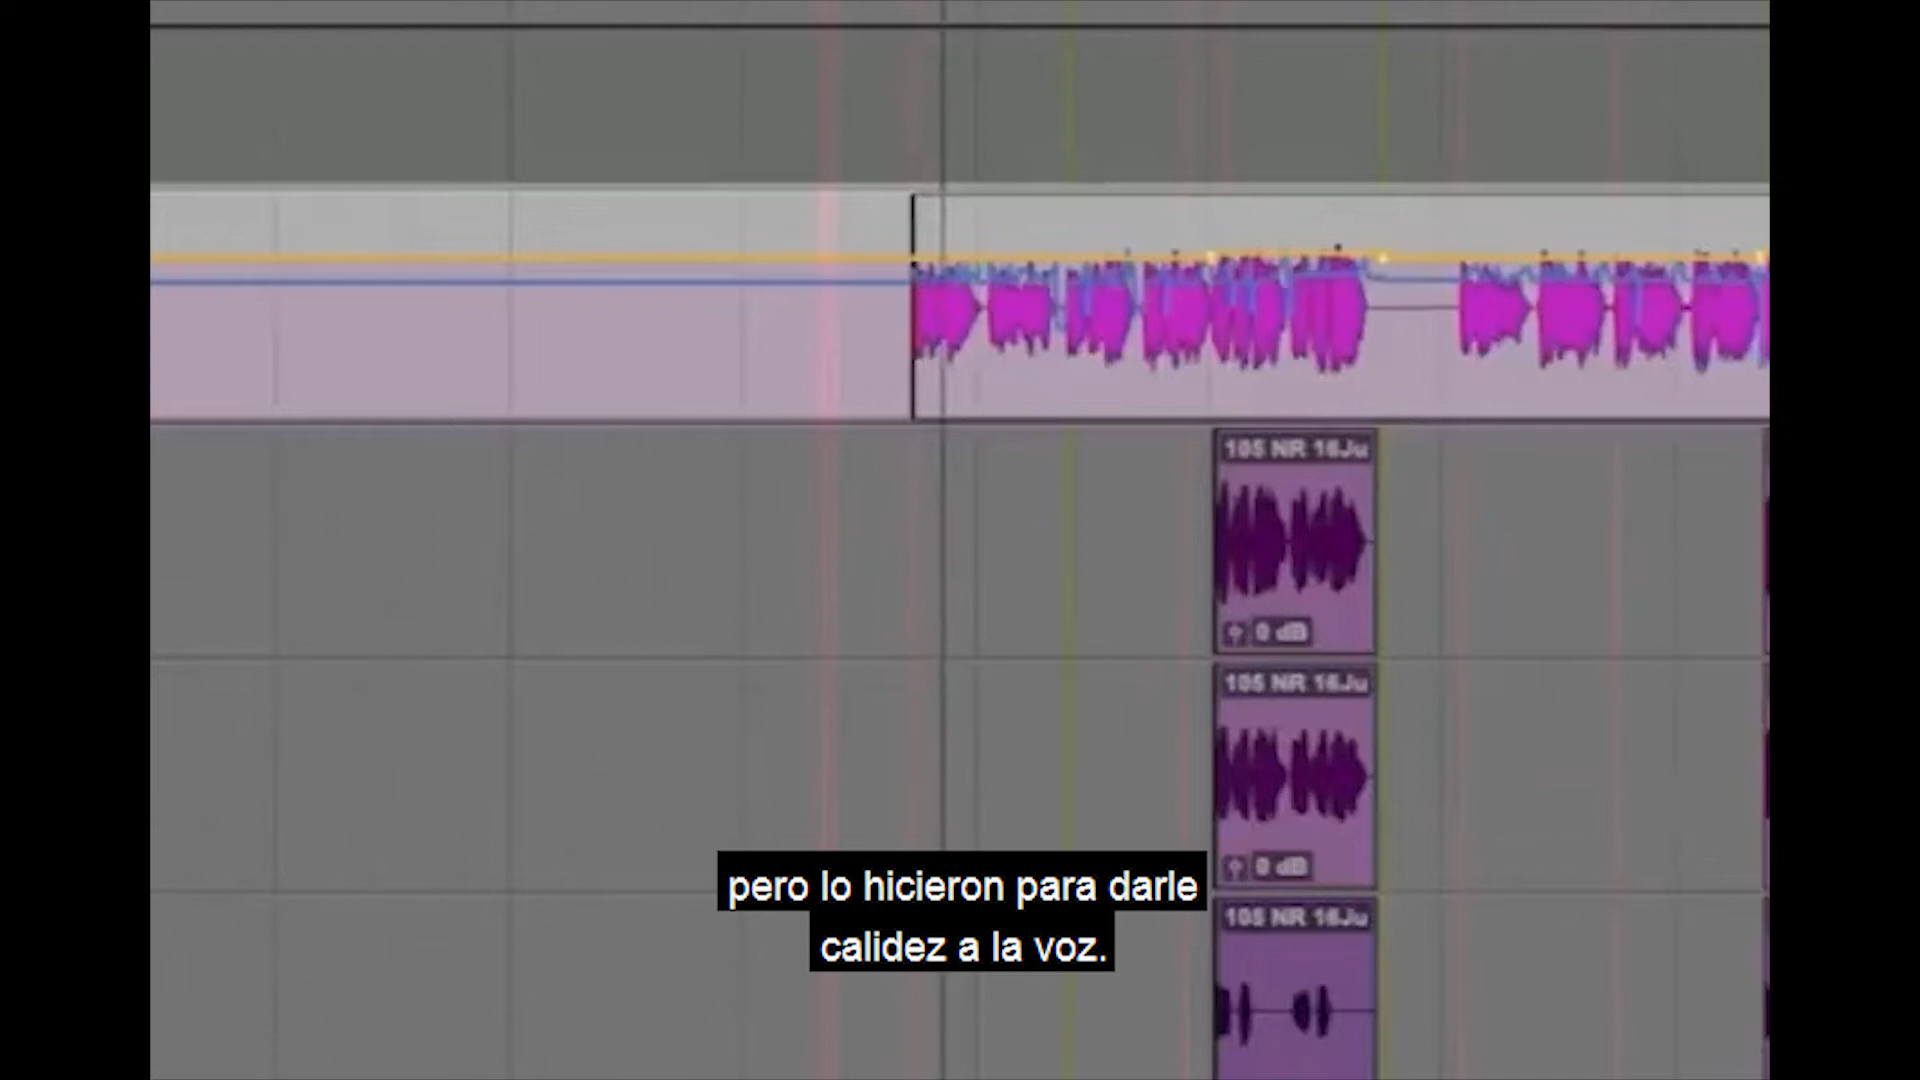 105 NR 16Ju
0 dB
105 NR 16Ju
0 dB
pero lo hicieron para darle
calidez a la voz.
105 NR 16Ju